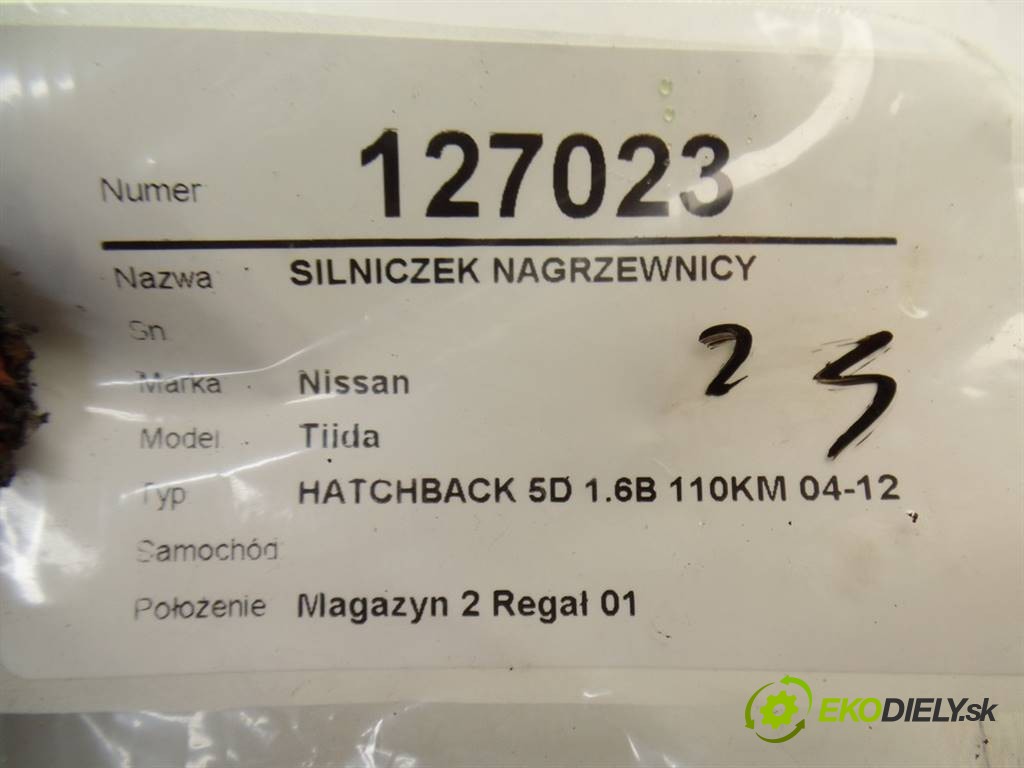 Numer 127023
Nazwa SILNICZEK NAGRZEWNICY
Sn
Marka Nissan
Model Tiida
Typ HATCHBACK 5D 1.6B 110KM 04-12
Samochód
Położenie Magazyn 2 Regał 01
2
EKODIELY.sk